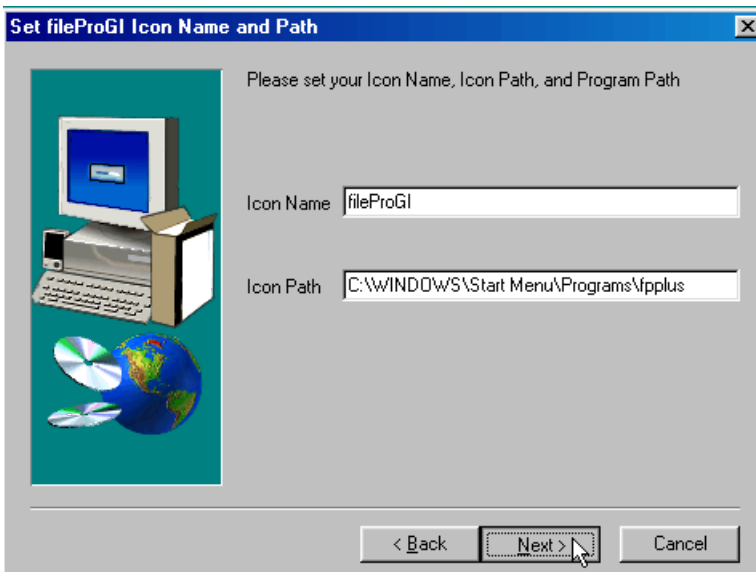 Set fileProGI Icon Name and Path
Please set your Icon Name, Icon Path, and Program Path
Icon Name fileProGI
Icon Path C:\WINDOWS\Start Menu\Programs\fpplus
< Back Next > Cancel